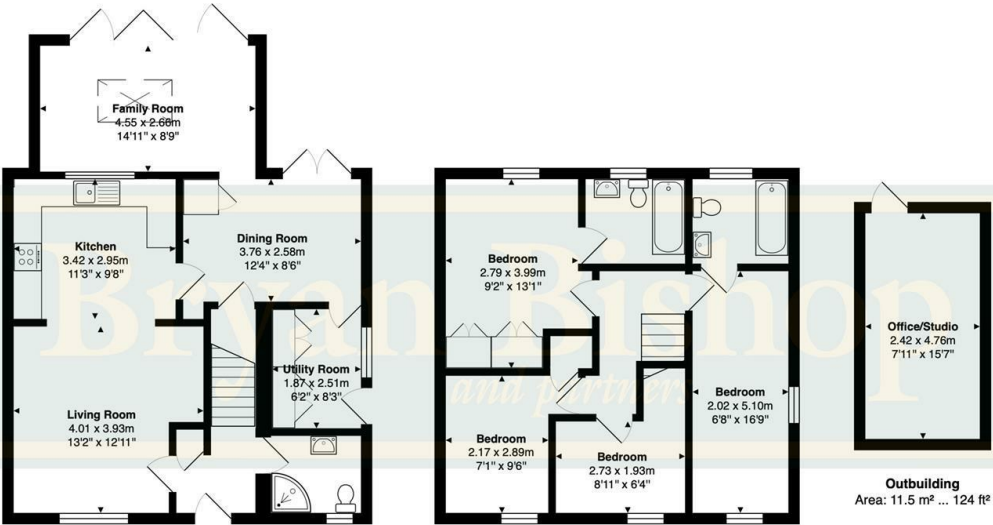 Family Room
4.55 x 2.66m
14'11" x 8'9"
Kitchen
3.42 x 2.95m
11'3" x 9'8"
Dining Room
3.76 x 2.58m
12'4" x 8'6"
Utility Room
1.87 x 2.51m
6'2" x 8'3"
Living Room
4.01 x 3.93m
13'2" x 12'11"
Bedroom
2.79 x 3.99m
9'2" x 13'1"
Bedroom
2.17 x 2.89m
7'1" x 9'6"
Bedroom
2.73 x 1.93m
8'11" x 6'4"
Bedroom
2.02 x 5.10m
6'8" x 16'9"
Office/Studio
2.42 x 4.76m
7'11" x 15'7"
Outbuilding
Area: 11.5 m² ... 124 ft²
Bryan Bishop
and partners